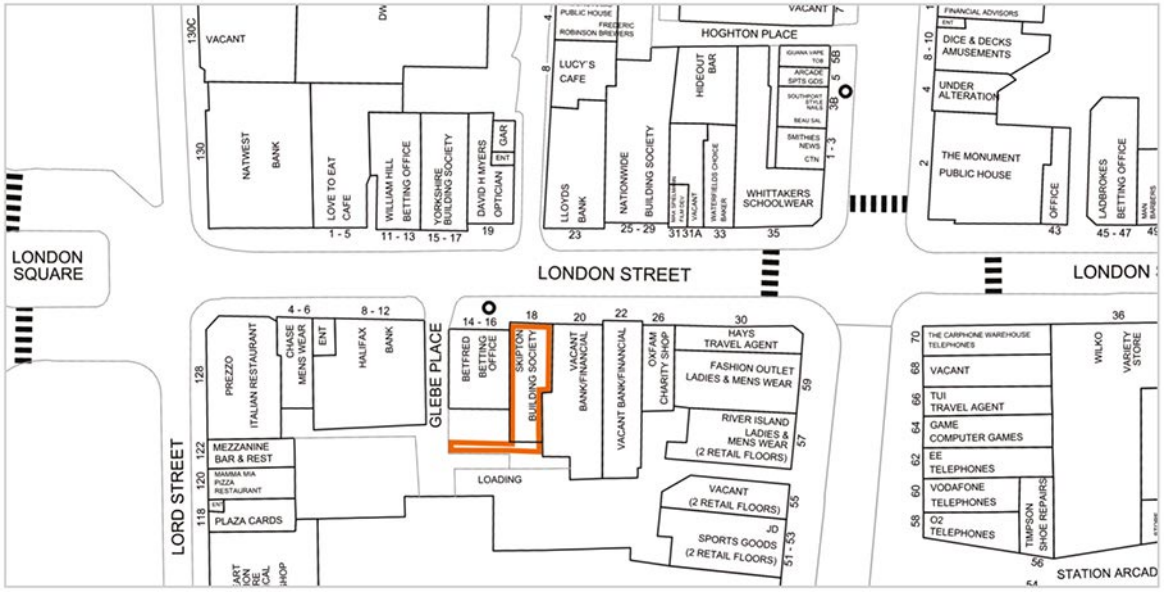 130C
VACANT
DW
130
NATWEST
BANK
LOVE TO EAT
CAFE
1 - 5
WILLIAM HILL
BETTING OFFICE
11 - 13
YORKSHIRE
BUILDING SOCIETY
15 - 17
DAVID H MYERS
OPTICIAN
GAR
ENT
19
4
PUBLIC HOUSE
FREDERIC
ROBINSON BREWERS
8
LUCY'S
CAFE
LLOYDS
BANK
23
NATIONWIDE
BUILDING SOCIETY
25 - 29
VACANT
7
HOGHTON PLACE
HIDEOUT
BAR
FILM DEV
VACANT
31
31A
WATERFIELDS CHOICE
BAKER
33
IGUANA VAPE
TOB
5B
ARCADE
SPTS GDS
5
SOUTHPORT
STYLE
NAILS
BEAU SAL
3B
SMITHIES
NEWS
CTN
1 - 3
WHITTAKERS
SCHOOLWEAR
35
FINANCIAL ADVISORS
ENT
8 - 10
DICE & DECKS
AMUSEMENTS
4
UNDER
ALTERATION
2
THE MONUMENT
PUBLIC HOUSE
OFFICE
43
LADBROKES
BETTING OFFICE
45 - 47
MAN
BARBERS
49
LONDON
SQUARE
LONDON STREET
LONDON S
LORD STREET
128
PREZZO
ITALIAN RESTAURANT
4 - 6
CHASE
MENS WEAR
ENT
8 - 12
HALIFAX
BANK
122
MEZZANINE
BAR & REST
120
MAMMA MIA
PIZZA
RESTAURANT
118
ENT
PLAZA CARDS
ART
ION
RE
ICAL
HOP
GLEBE PLACE
14 - 16
BETFRED
BETTING
OFFICE
18
SKIPTON
BUILDING SOCIETY
20
VACANT
BANK/FINANCIAL
22
VACANT BANK/FINANCIAL
26
OXFAM
CHARITY SHOP
30
HAYS
TRAVEL AGENT
FASHION OUTLET
LADIES & MENS WEAR
59
RIVER ISLAND
LADIES &
MENS WEAR
(2 RETAIL FLOORS)
57
LOADING
VACANT
(2 RETAIL FLOORS)
55
JD
SPORTS GOODS
(2 RETAIL FLOORS)
51 - 53
70
THE CARPHONE WAREHOUSE
TELEPHONES
68
VACANT
66
TUI
TRAVEL AGENT
64
GAME
COMPUTER GAMES
62
EE
TELEPHONES
60
VODAFONE
TELEPHONES
58
O2
TELEPHONES
TIMPSON
SHOE REPAIRS
56
54
36
WILKO
VARIETY
STORE
STATION ARCAD